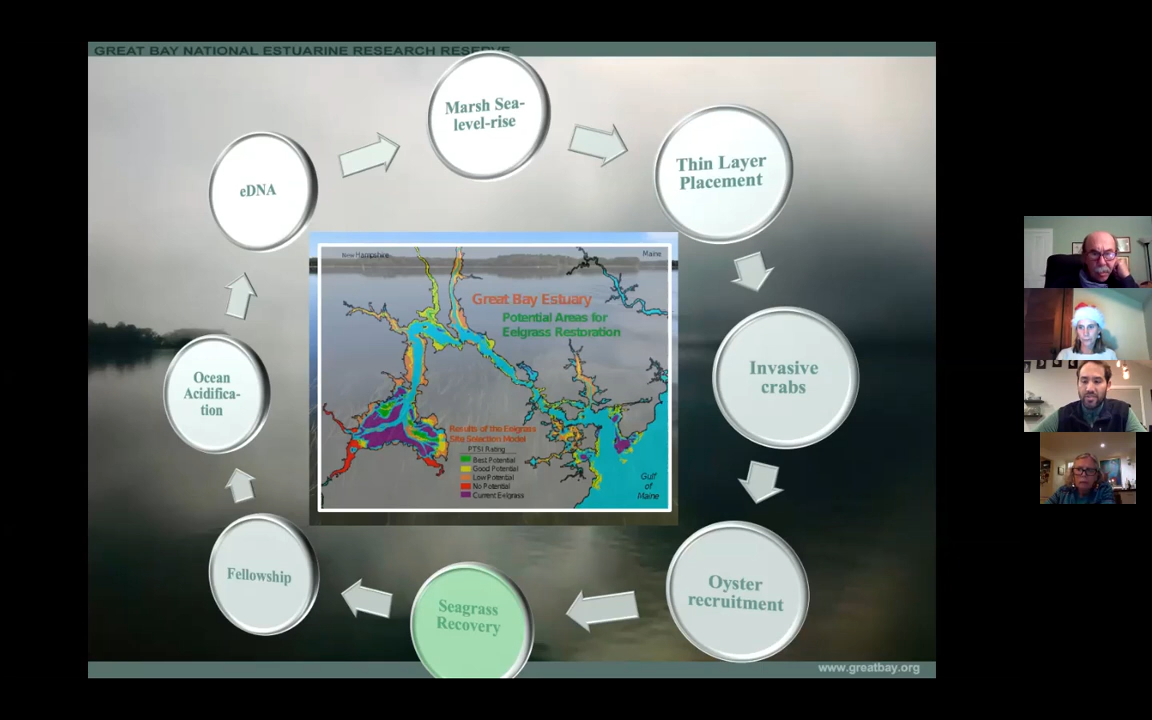 GREAT BAY NATIONAL ESTUARINE RESEARCH RESERVE
Marsh Sea-
level-rise
Thin Layer
Placement
eDNA
New Hampshire
Maine
Great Bay Estuary
Potential Areas for
Eelgrass Restoration
Invasive
crabs
Ocean
Acidifica-
tion
Results of the Eelgrass
Site Selection Model
PTSI Rating
Best Potential
Good Potential
Low Potential
No Potential
Current Eelgrass
Gulf
of
Maine
Fellowship
Seagrass
Recovery
Oyster
recruitment
www.greatbay.org